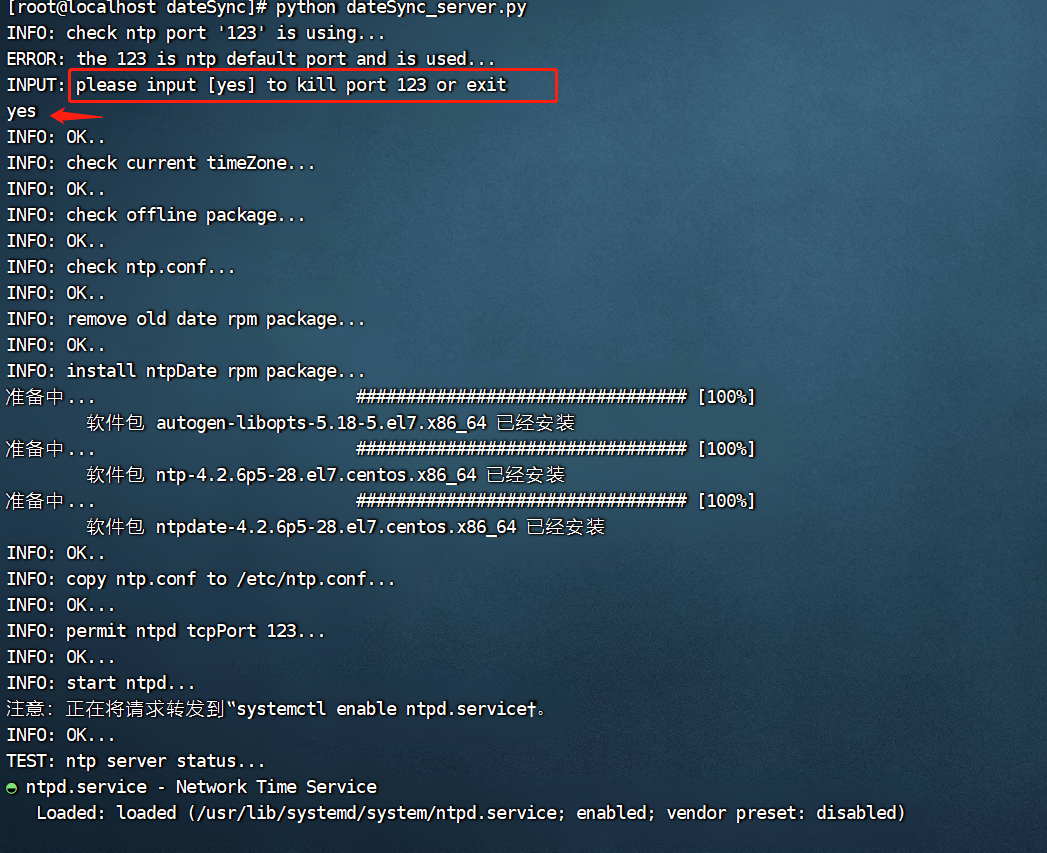 [root@localhost dateSync]# python dateSync_server.py
INFO: check ntp port '123' is using...
ERROR: the 123 is ntp default port and is used...
INPUT: please input [yes] to kill port 123 or exit
yes
INFO: OK..
INFO: check current timeZone...
INFO: OK..
INFO: check offline package...
INFO: OK..
INFO: check ntp.conf...
INFO: OK..
INFO: remove old date rpm package...
INFO: OK..
INFO: install ntpDate rpm package...
准备中... ################################# [100%]
软件包 autogen-libopts-5.18-5.el7.x86_64 已经安装
准备中... ################################# [100%]
软件包 ntp-4.2.6p5-28.el7.centos.x86_64 已经安装
准备中... ################################# [100%]
软件包 ntpdate-4.2.6p5-28.el7.centos.x86_64 已经安装
INFO: OK..
INFO: copy ntp.conf to /etc/ntp.conf...
INFO: OK...
INFO: permit ntpd tcpPort 123...
INFO: OK...
INFO: start ntpd...
注意：正在将请求转发到‟systemctl enable ntpd.service†。
INFO: OK...
TEST: ntp server status...
● ntpd.service - Network Time Service
Loaded: loaded (/usr/lib/systemd/system/ntpd.service; enabled; vendor preset: disabled)